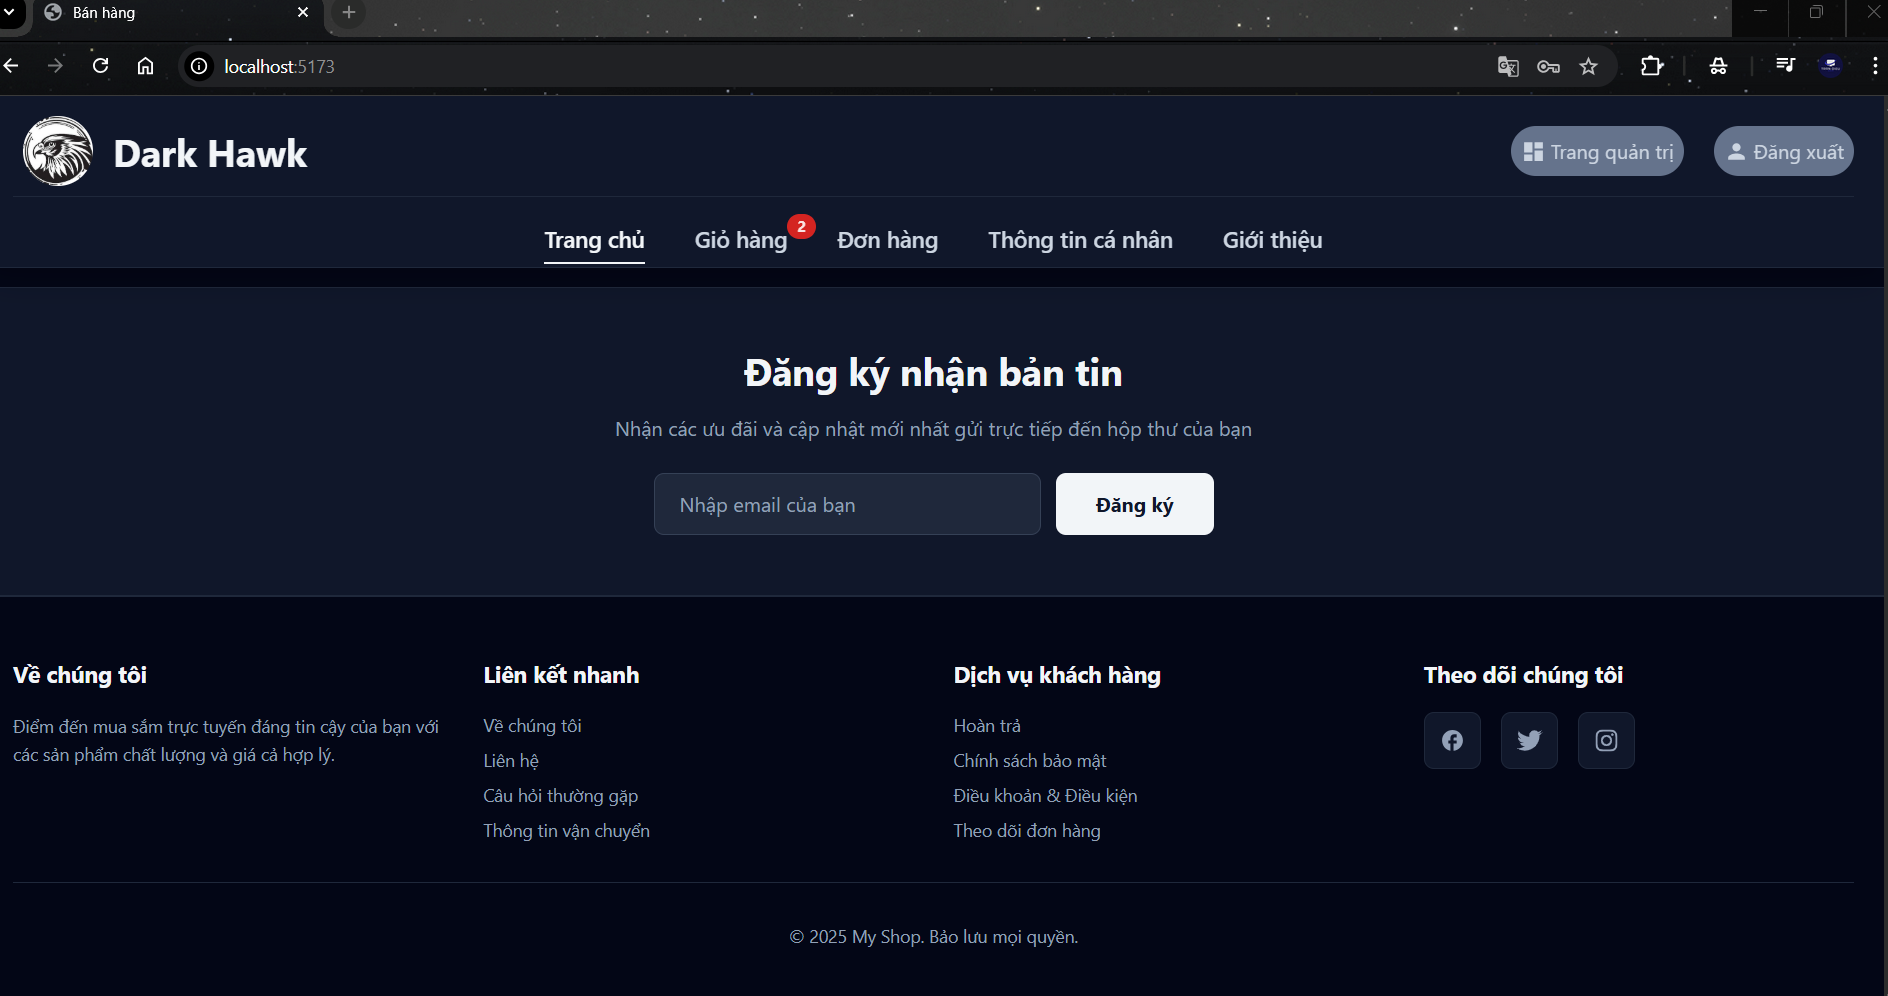 Bán hàng
localhost:5173
Dark Hawk
Trang quản trị
Đăng xuất
Trang chủ
Giỏ hàng
2
Đơn hàng
Thông tin cá nhân
Giới thiệu
Đăng ký nhận bản tin
Nhận các ưu đãi và cập nhật mới nhất gửi trực tiếp đến hộp thư của bạn
Nhập email của bạn
Đăng ký
Về chúng tôi
Điểm đến mua sắm trực tuyến đáng tin cậy của bạn với
các sản phẩm chất lượng và giá cả hợp lý.
Liên kết nhanh
Về chúng tôi
Liên hệ
Câu hỏi thường gặp
Thông tin vận chuyển
Dịch vụ khách hàng
Hoàn trả
Chính sách bảo mật
Điều khoản & Điều kiện
Theo dõi đơn hàng
Theo dõi chúng tôi
© 2025 My Shop. Bảo lưu mọi quyền.